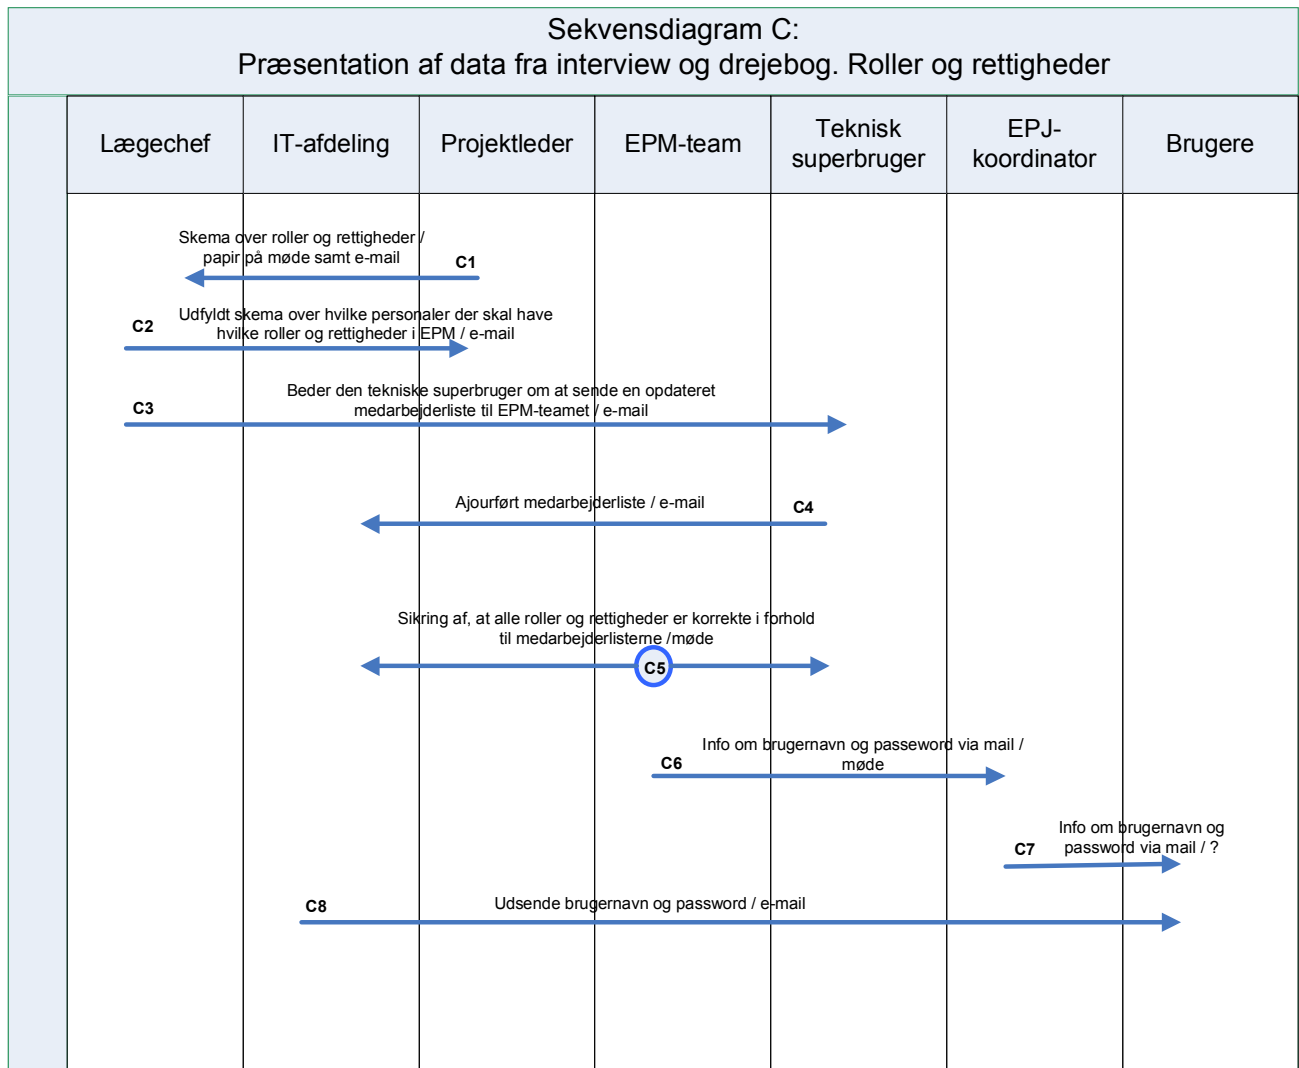 Sekvensdiagram C:
Præsentation af data fra interview og drejebog. Roller og rettigheder
Lægechef
IT-afdeling
Projektleder
EPM-team
Teknisk
superbruger
EPJ-
koordinator
Brugere
Skema over roller og rettigheder /
papir på møde samt e-mail
C1
C2
Udfyldt skema over hvilke personaler der skal have
hvilke roller og rettigheder i EPM / e-mail
C3
Beder den tekniske superbruger om at sende en opdateret
medarbejderliste til EPM-teamet / e-mail
Ajourført medarbejderliste / e-mail
C4
Sikring af, at alle roller og rettigheder er korrekte i forhold
til medarbejderlisterne /møde
C5
C6
Info om brugernavn og passeword via mail /
møde
C7
Info om brugernavn og
password via mail / ?
C8
Udsende brugernavn og password / e-mail